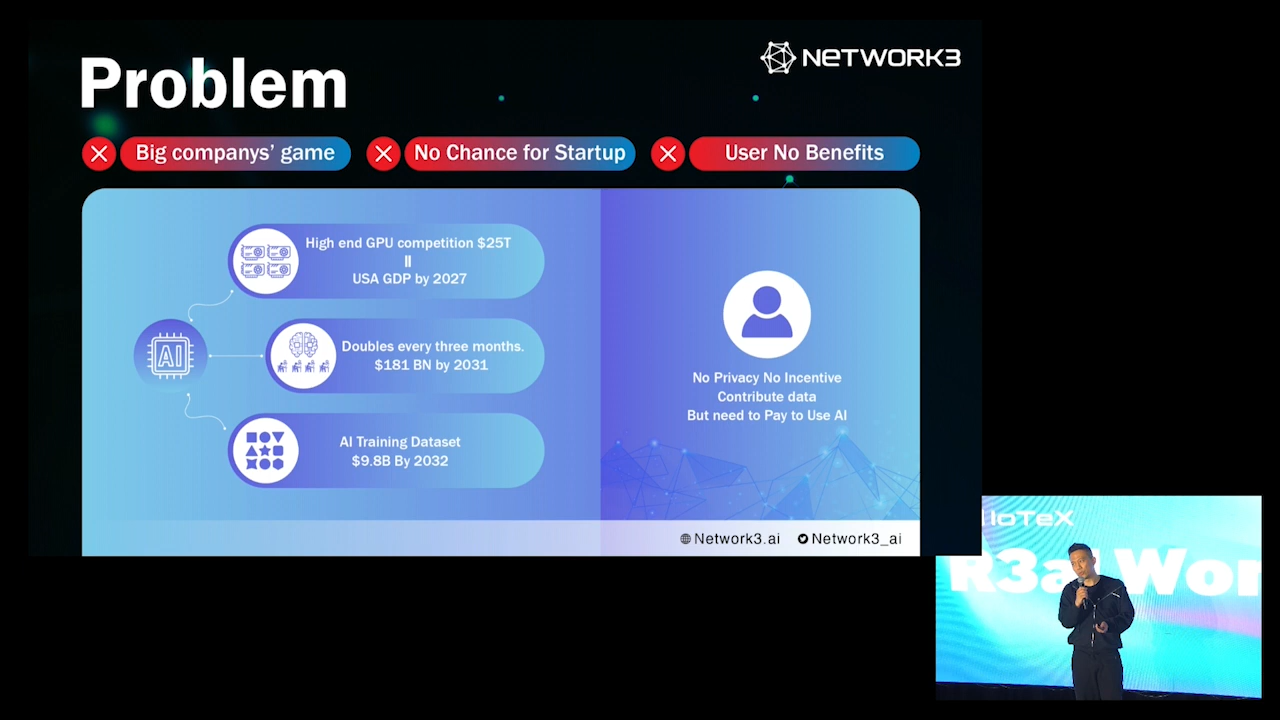 Problem
NETWORK3
Big companys’ game
No Chance for Startup
User No Benefits
High end GPU competition $25T
=
USA GDP by 2027
AI
Doubles every three months.
$181 BN by 2031
AI Training Dataset
$9.8B By 2032
No Privacy No Incentive
Contribute data
But need to Pay to Use AI
Network3.ai
Network3_ai
IoTeX
R3al Wor